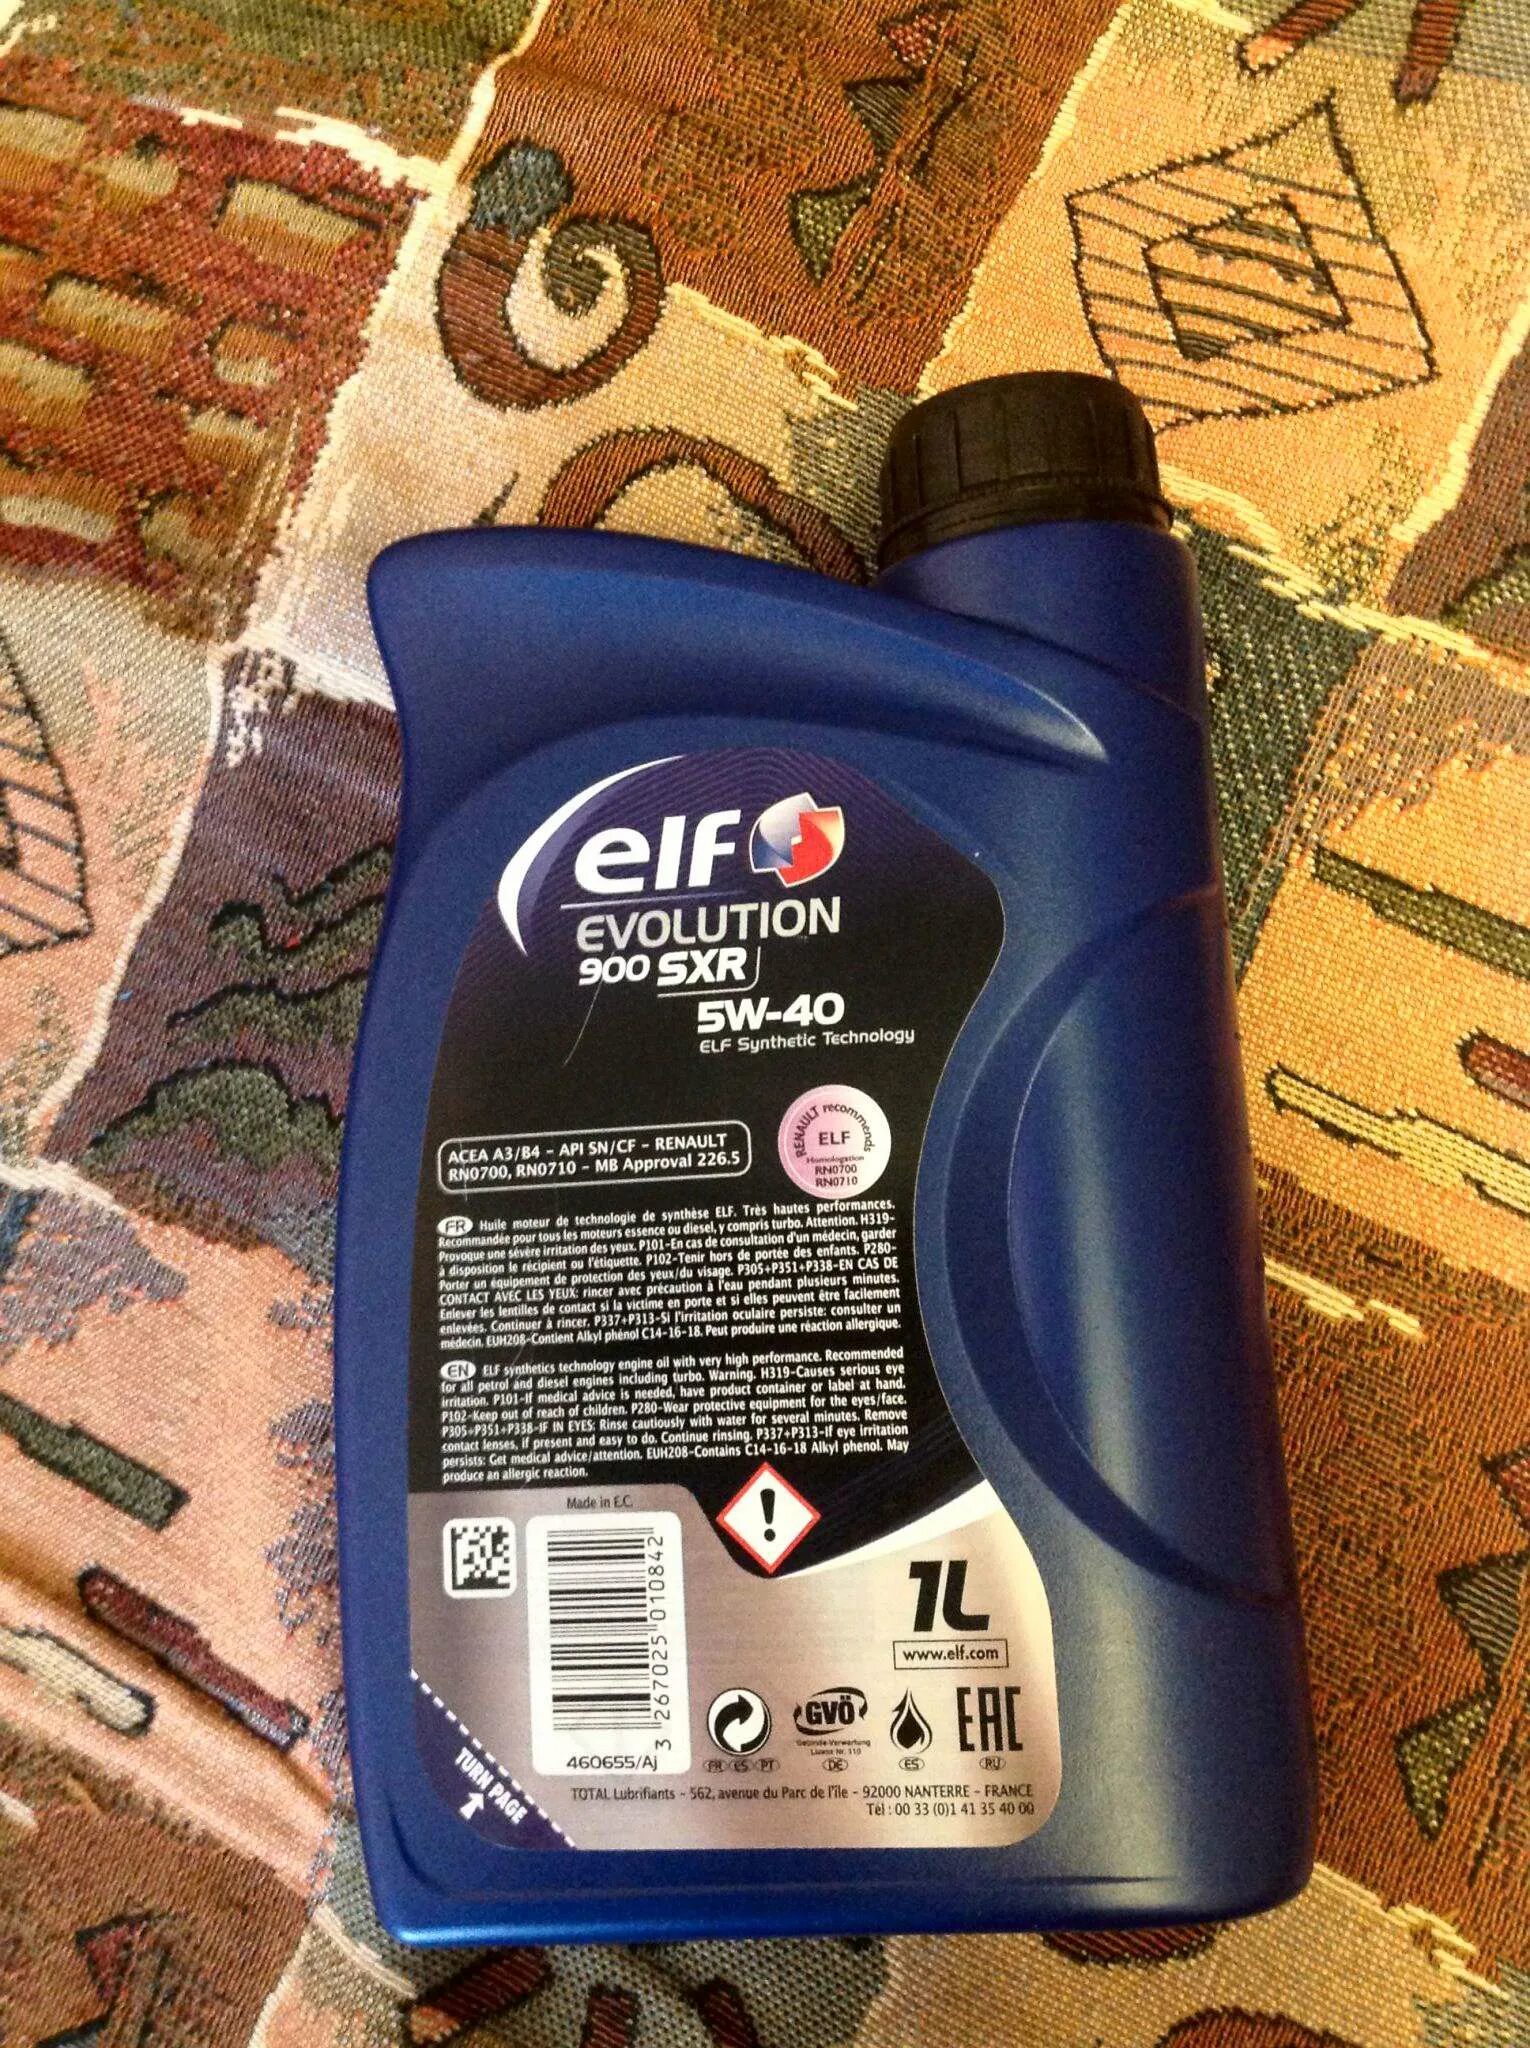 elf
EVOLUTION
900 SXR
5W-40
ELF Synthetic Technology
RENAULT recommends
ELF
Homologation
RN0700
RN0710
ACEA A3/B4 - API SN/CF - RENAULT
RN0700, RN0710 - MB Approval 226.5
FR Huile moteur de technologie de synthèse ELF. Très hautes performances.
Recommandée pour tous les moteurs essence ou diesel, y compris turbo. Attention. H319-
Provoque une sévère irritation des yeux. P101-En cas de consultation d'un médecin, garder
à disposition le récipient ou l'étiquette. P102-Tenir hors de portée des enfants. P280-
Porter un équipement de protection des yeux/du visage. P305+P351+P338-EN CAS DE
CONTACT AVEC LES YEUX: rincer avec précaution à l'eau pendant plusieurs minutes.
Enlever les lentilles de contact si la victime en porte et si elles peuvent être facilement
enlevées. Continuer à rincer. P337+P313-Si l'irritation oculaire persiste: consulter un
médecin. EUH208-Contient Alkyl phénol C14-16-18. Peut produire une réaction allergique.
EN ELF synthetics technology engine oil with very high performance. Recommended
for all petrol and diesel engines including turbo. Warning. H319-Causes serious eye
irritation. P101-If medical advice is needed, have product container or label at hand.
P102-Keep out of reach of children. P280-Wear protective equipment for the eyes/face.
P305+P351+P338-IF IN EYES: Rinse cautiously with water for several minutes. Remove
contact lenses, if present and easy to do. Continue rinsing. P337+P313-If eye irritation
persists: Get medical advice/attention. EUH208-Contains C14-16-18 Alkyl phenol. May
produce an allergic reaction.
Made in E.C.
!
3 267025 010842
460655/Aj
1L
www.elf.com
GVÖ
Gebinde-Verwertung
Lizenz Nr. 110
EAC
FR ES PT DE ES RU
TURN PAGE
TOTAL Lubrifiants - 562, avenue du Parc de l'île - 92000 NANTERRE - FRANCE
Tél : 00 33 (0)1 41 35 40 00